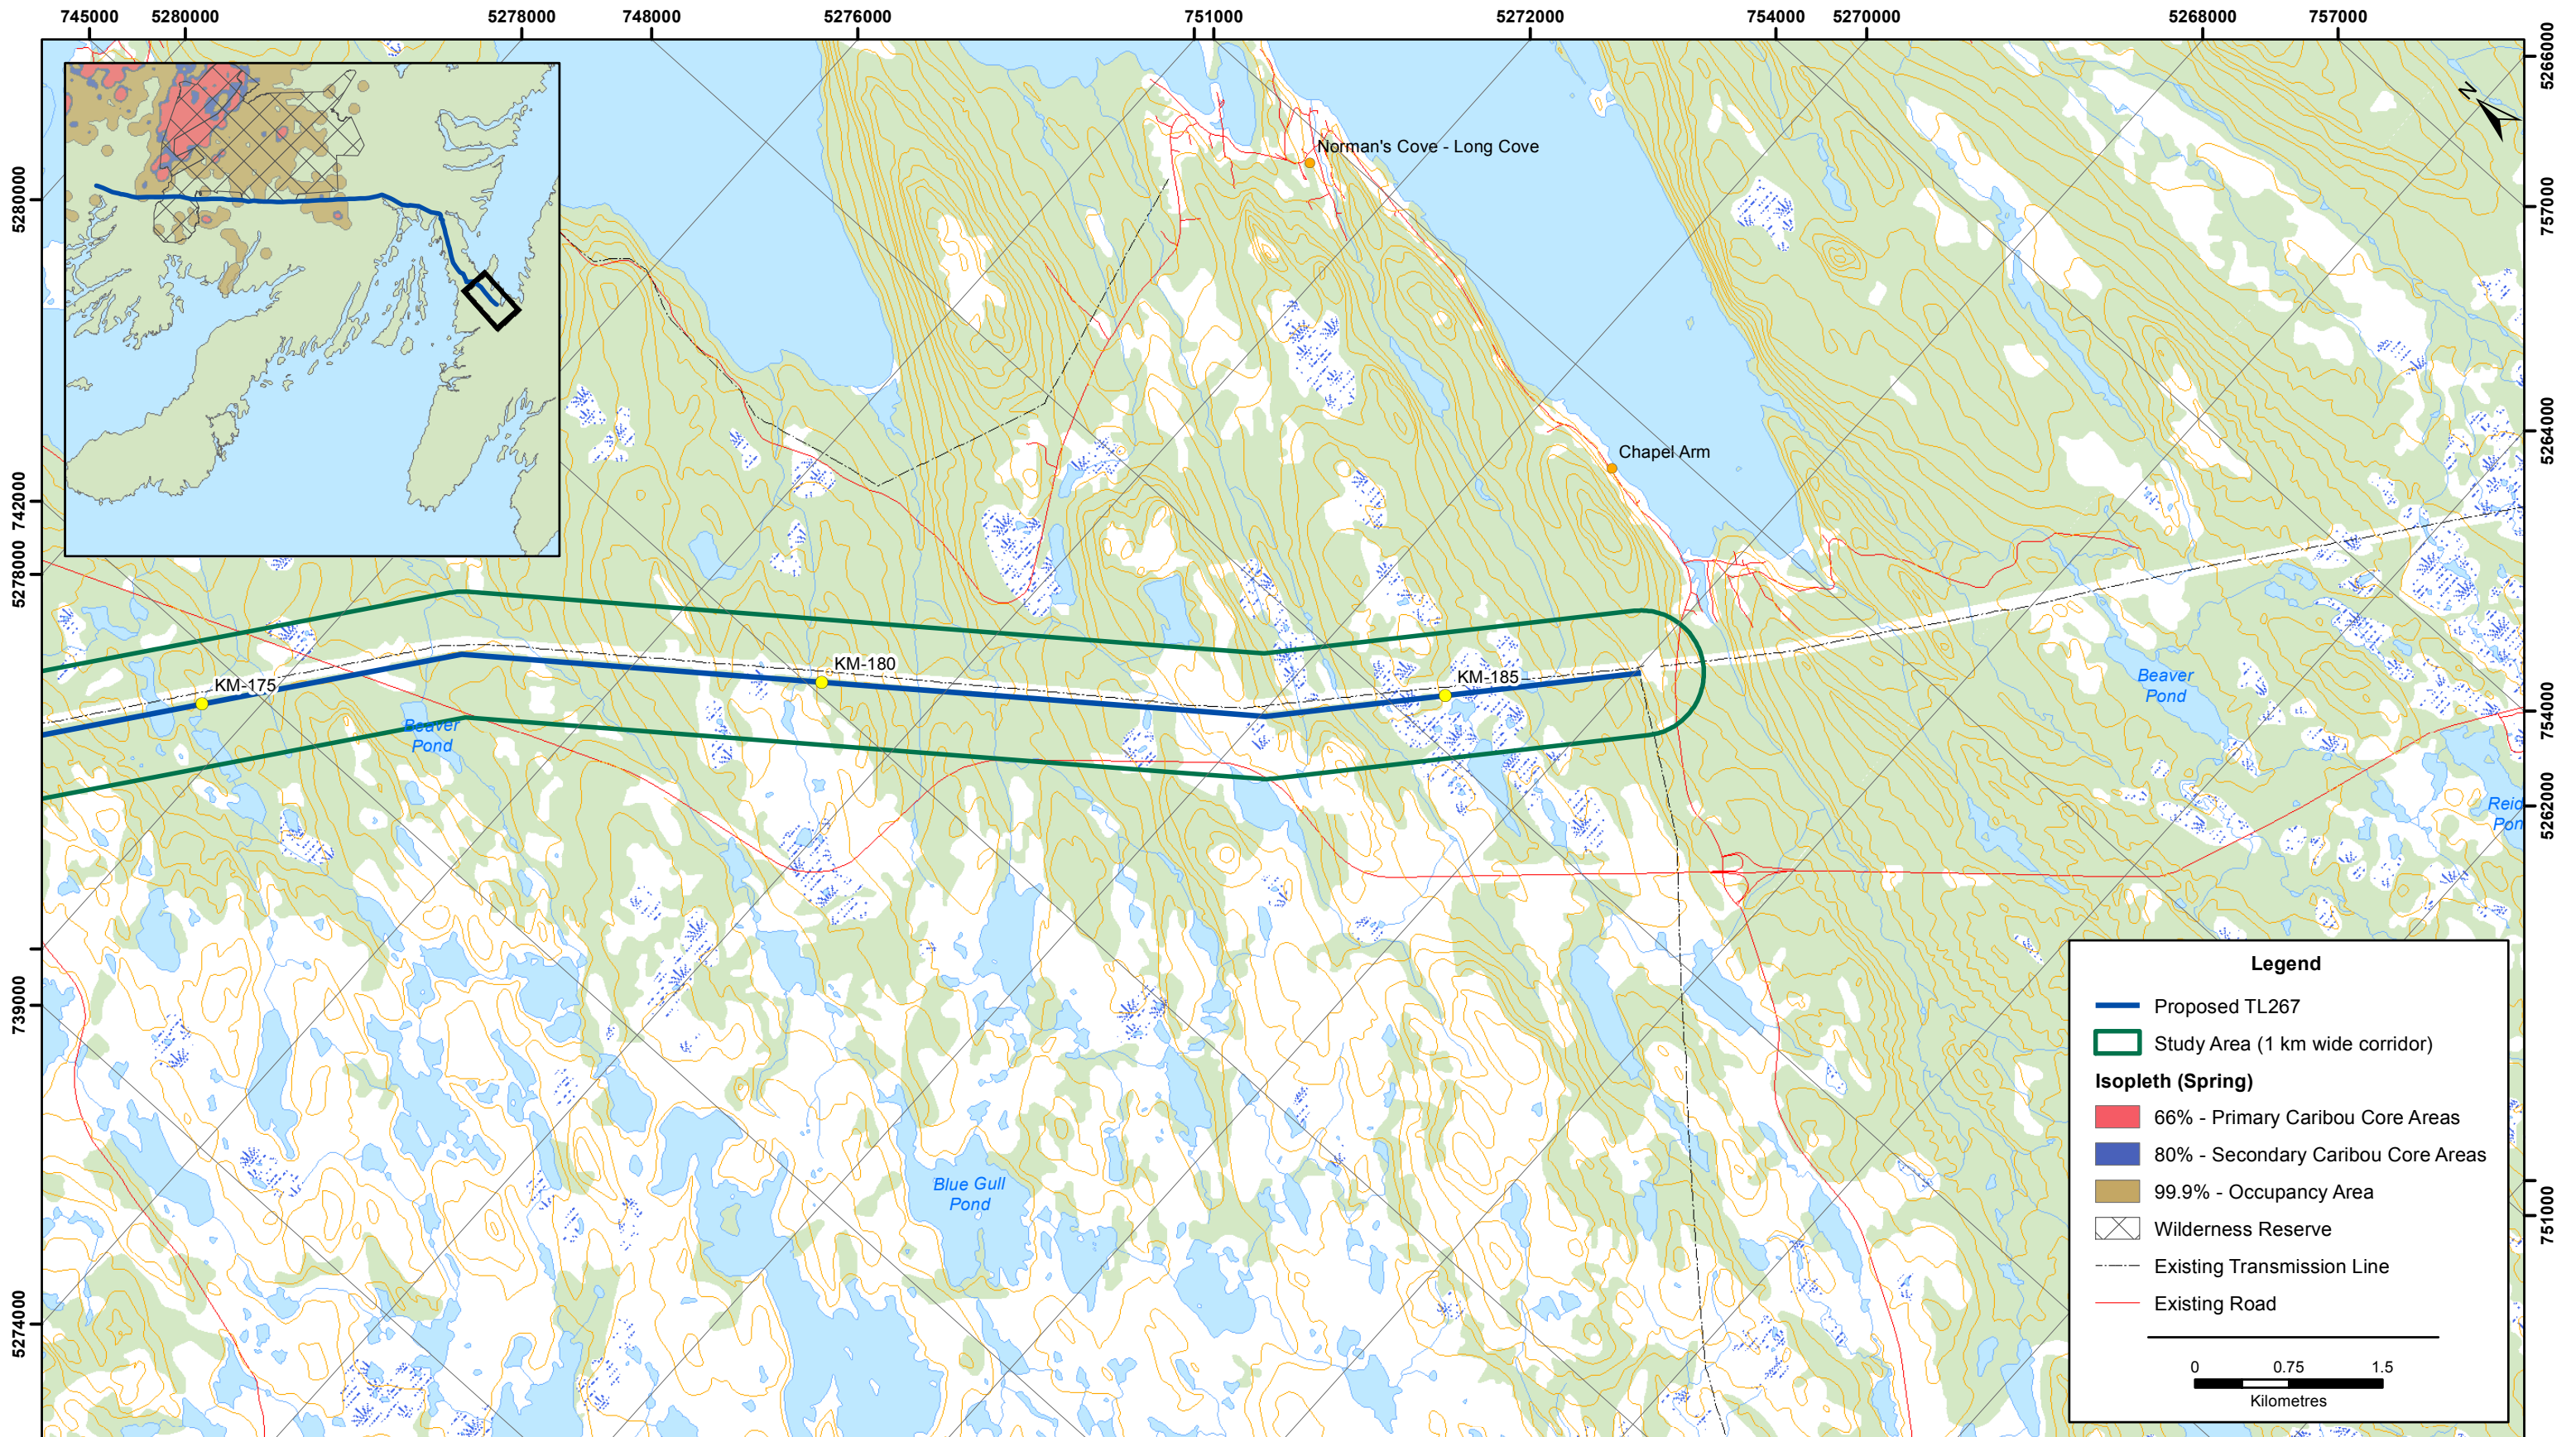 745000
5280000
5278000
748000
5276000
751000
5272000
754000
5270000
5268000
757000
5266000
N
Norman's Cove - Long Cove
5280000
757000
5264000
Chapel Arm
742000
5278000
KM-175
KM-180
KM-185
Beaver
Pond
Beaver
Pond
754000
5262000
Reid
Pon
739000
Blue Gull
Pond
751000
5274000
Legend
Proposed TL267
Study Area (1 km wide corridor)
Isopleth (Spring)
66% - Primary Caribou Core Areas
80% - Secondary Caribou Core Areas
99.9% - Occupancy Area
Wilderness Reserve
Existing Transmission Line
Existing Road
0 0.75 1.5
Kilometres